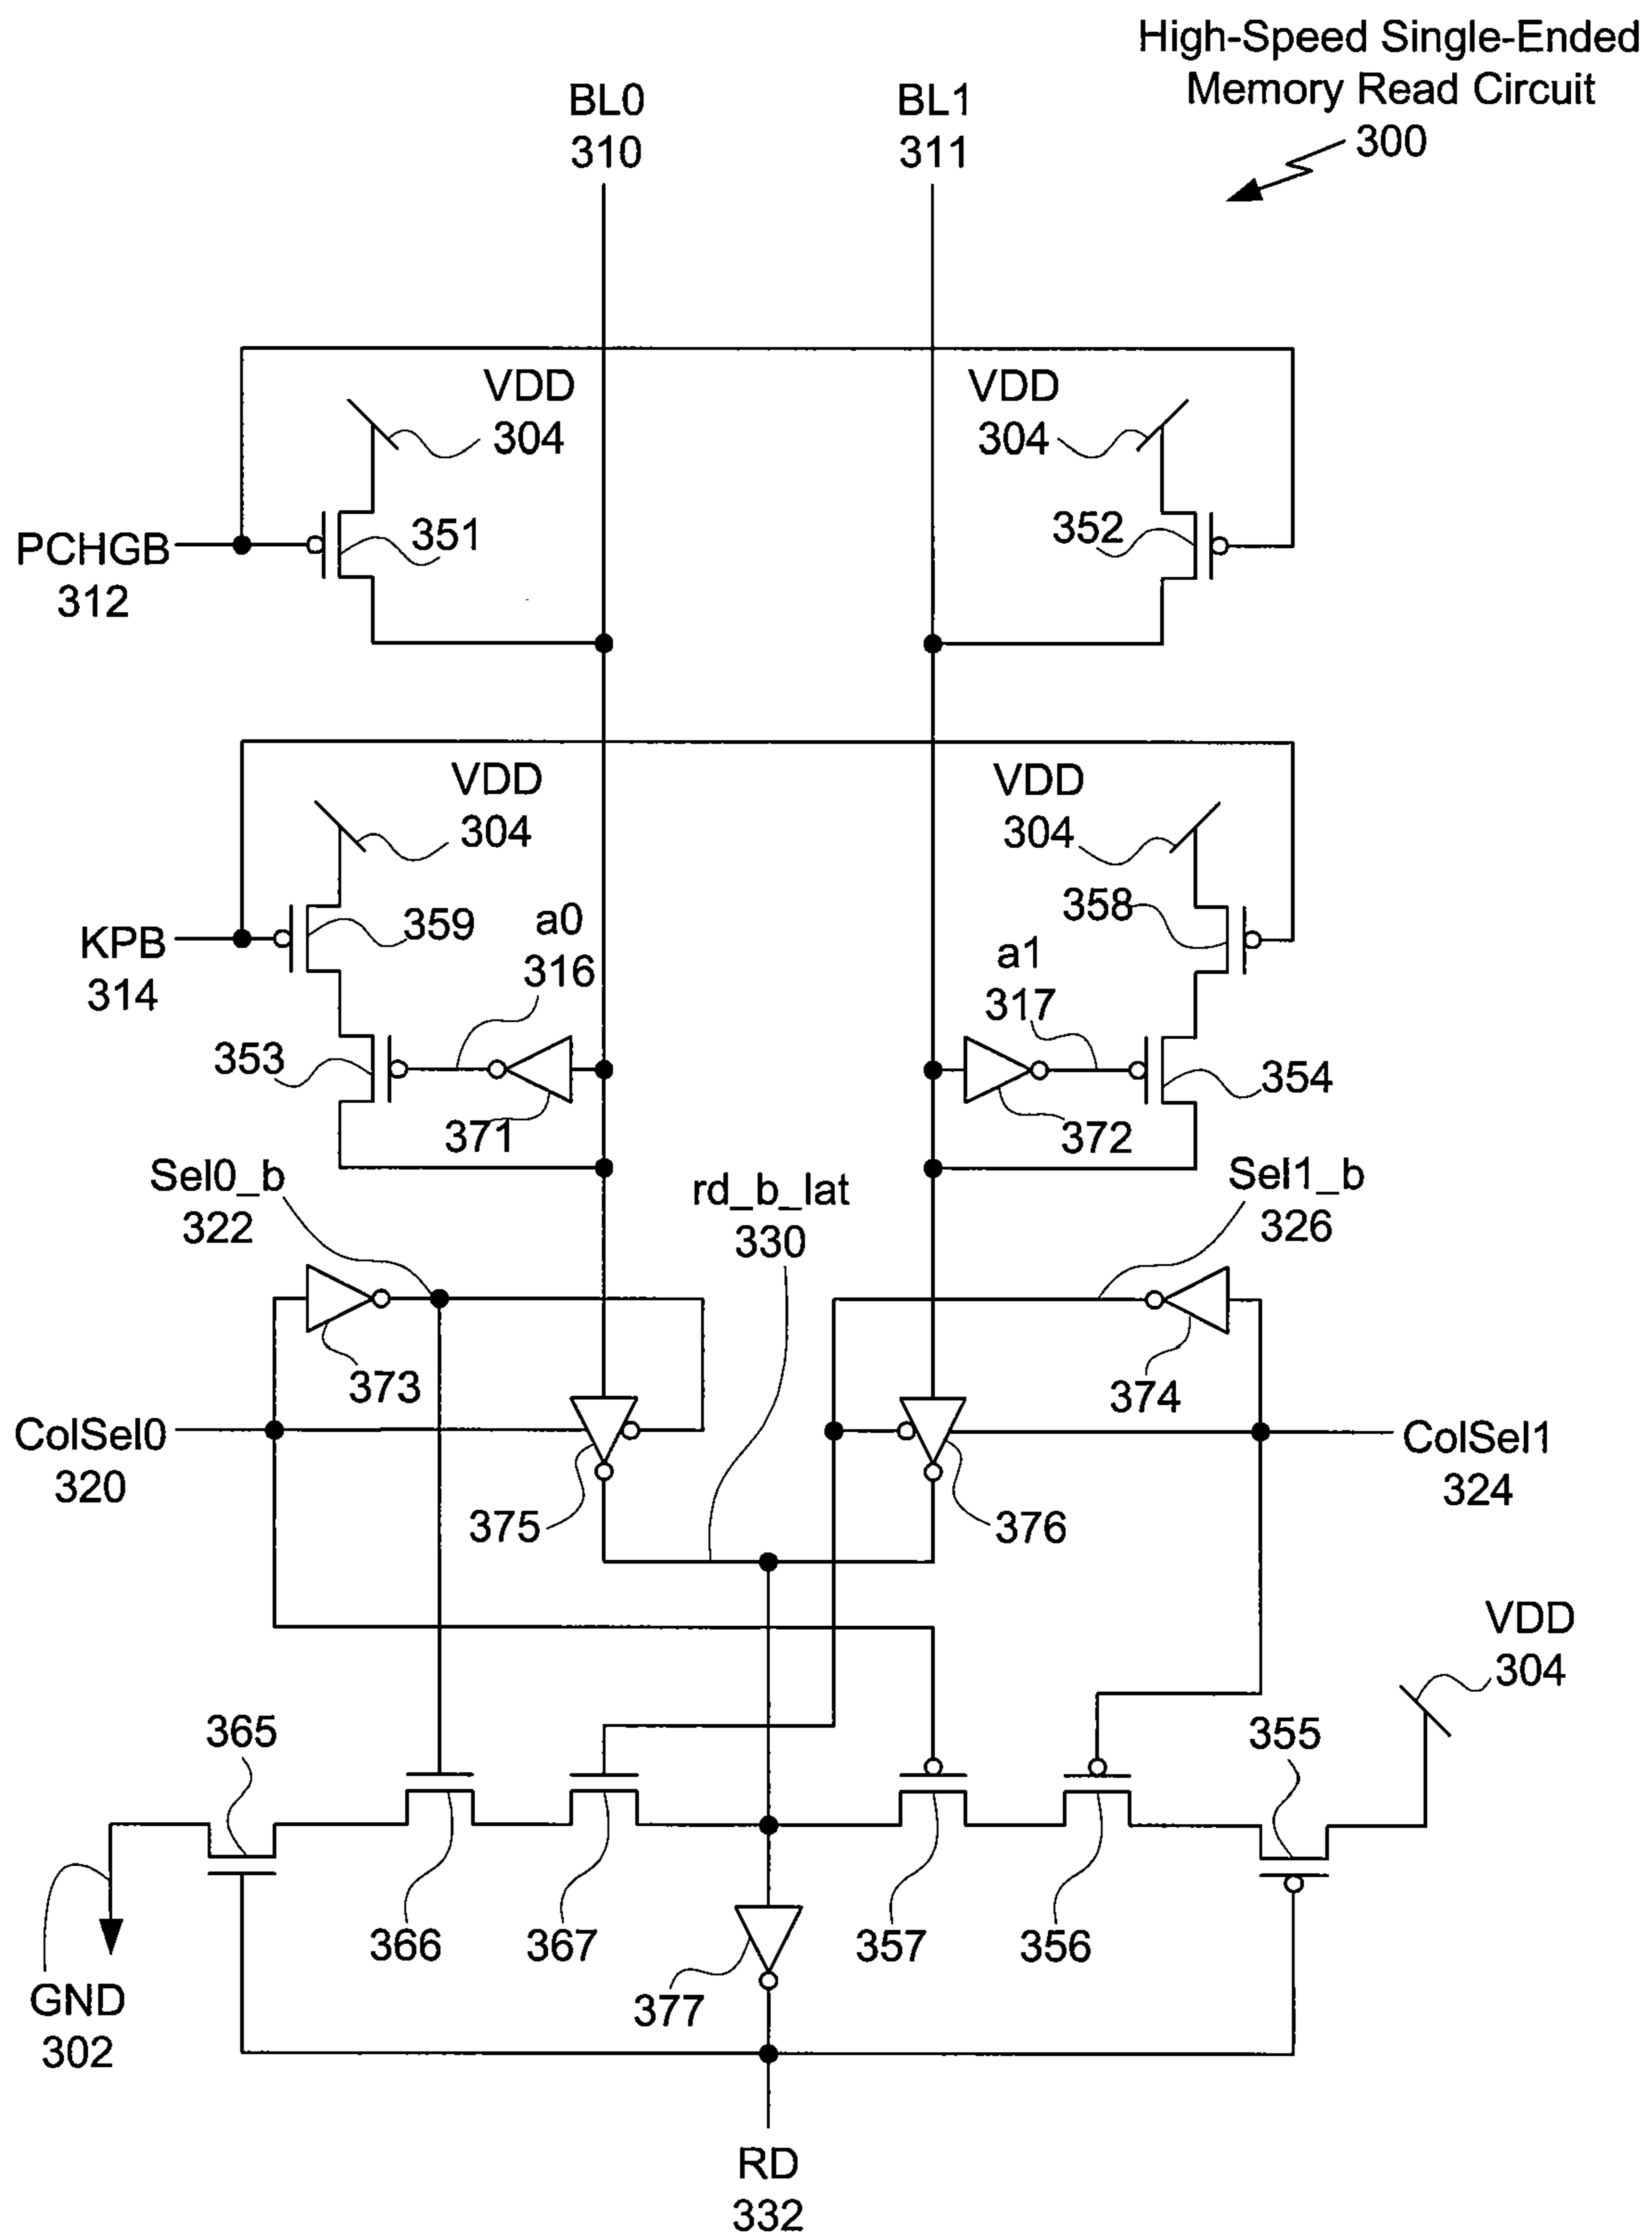 High-Speed Single-Ended
Memory Read Circuit
300
BL0
310
BL1
311
VDD
304
VDD
304
PCHGB
312
351
352
VDD
304
VDD
304
KPB
314
359
a0
316
a1
317
358
353
371
372
354
Sel0_b
322
rd_b_lat
330
Sel1_b
326
373
374
ColSel0
320
375
376
ColSel1
324
VDD
304
365
355
366
367
357
356
GND
302
377
RD
332